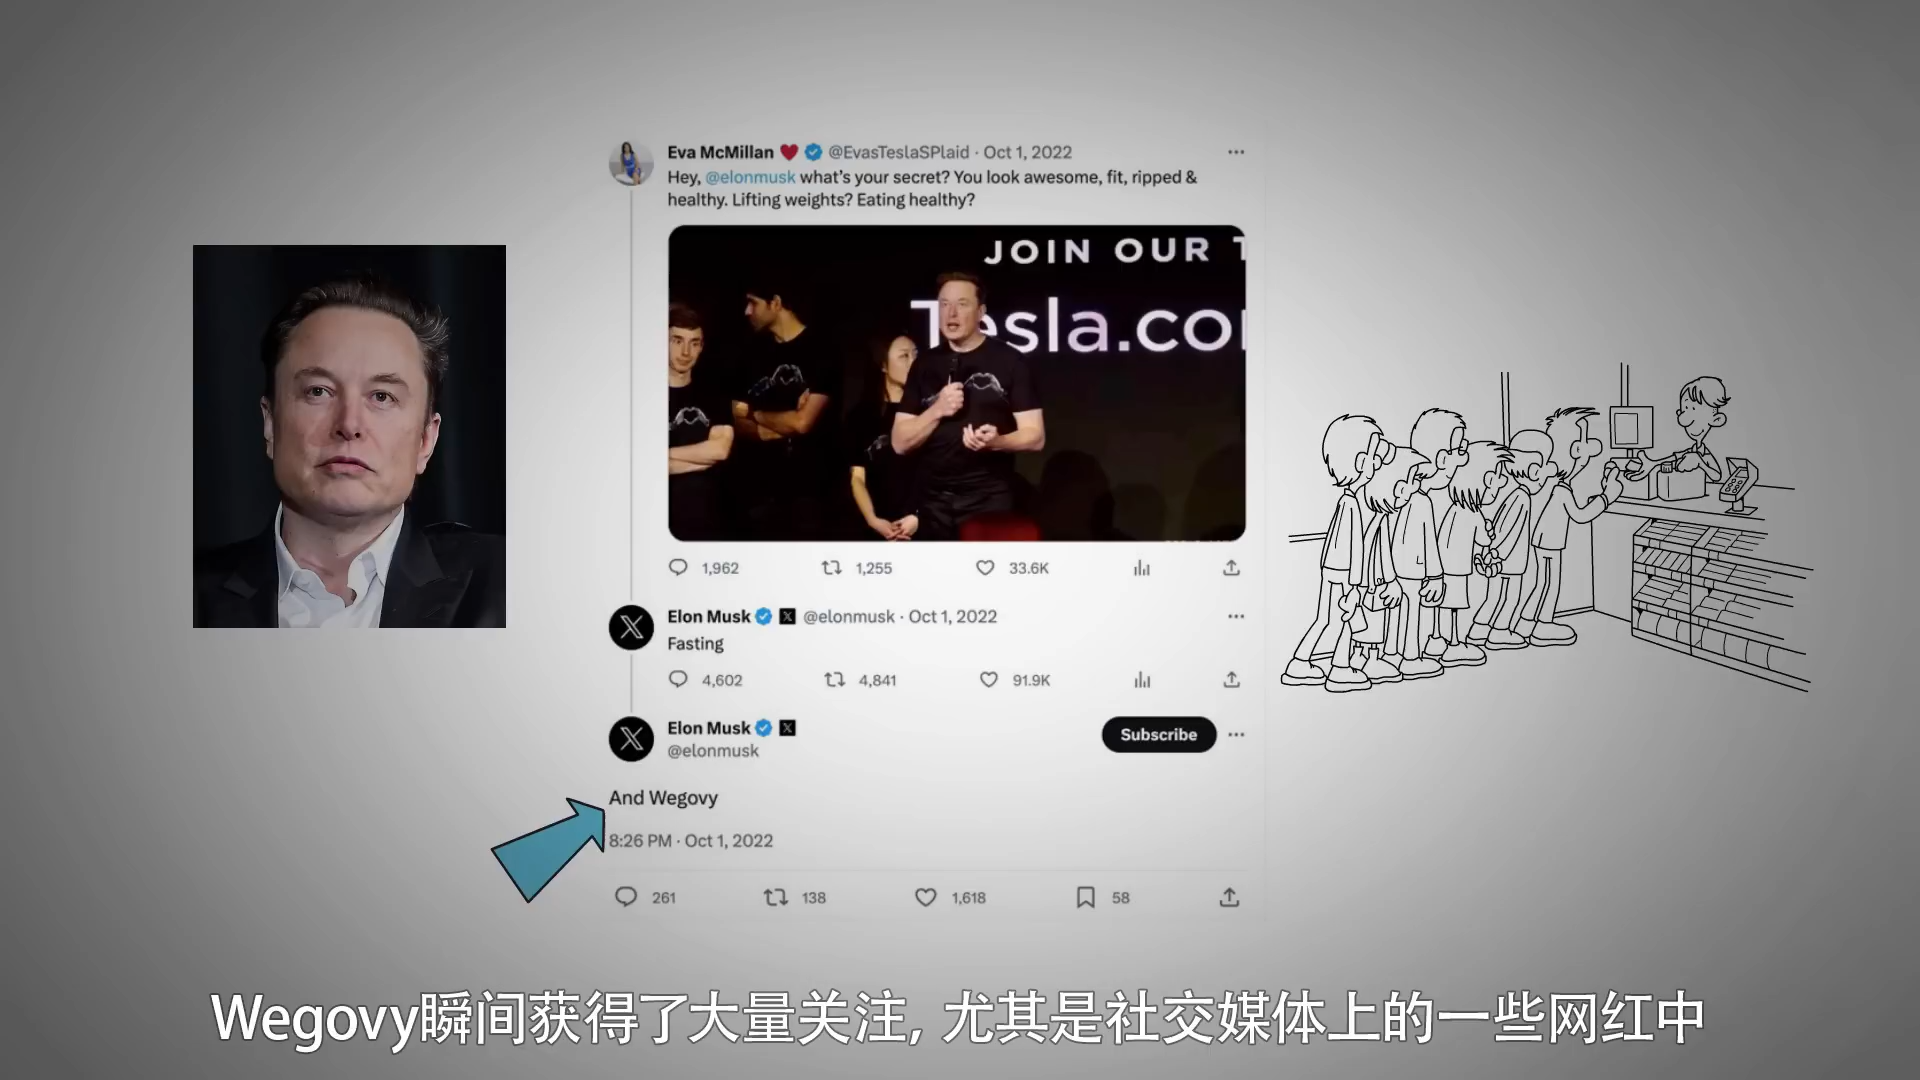 Eva McMillan ❤️ @EvasTeslaSPlaid · Oct 1, 2022
Hey, @elonmusk what's your secret? You look awesome, fit, ripped &
healthy. Lifting weights? Eating healthy?
JOIN OUR T
Tesla.co
1,962 1,255 33.6K
Elon Musk @elonmusk · Oct 1, 2022
Fasting
4,602 4,841 91.9K
Elon Musk
@elonmusk
Subscribe
And Wegovy
8:26 PM · Oct 1, 2022
261 138 1,618 58
Wegovy瞬间获得了大量关注, 尤其是社交媒体上的一些网红中